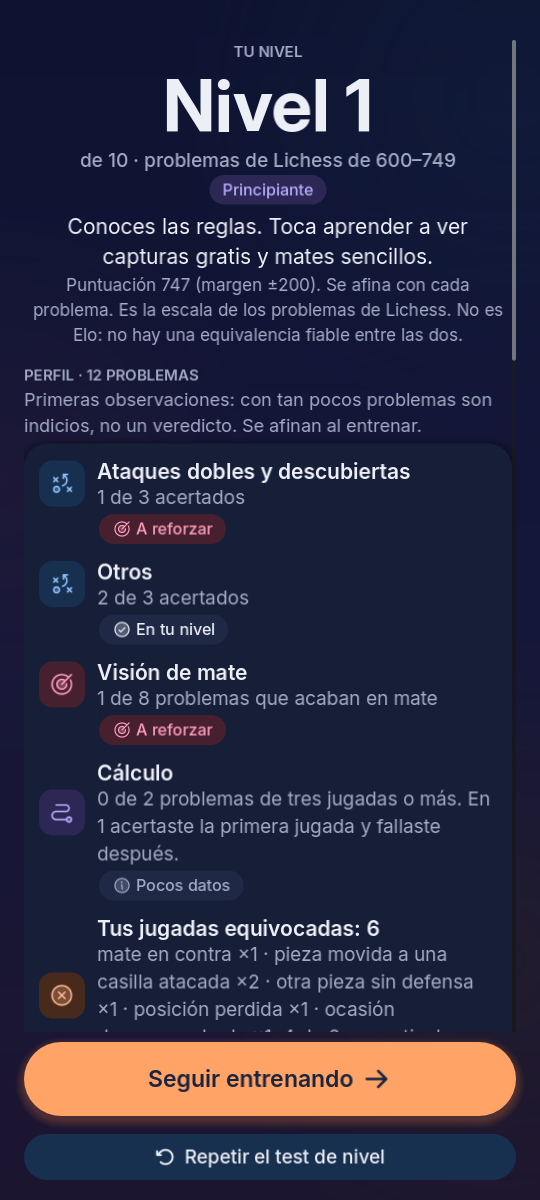 TU NIVEL
Nivel 1
de 10 · problemas de Lichess de 600–749
Principiante
Conoces las reglas. Toca aprender a ver
capturas gratis y mates sencillos.
Puntuación 747 (margen ±200). Se afina con cada
problema. Es la escala de los problemas de Lichess. No es
Elo: no hay una equivalencia fiable entre las dos.
PERFIL · 12 PROBLEMAS
Primeras observaciones: con tan pocos problemas son
indicios, no un veredicto. Se afinan al entrenar.
Ataques dobles y descubiertas
1 de 3 acertados
A reforzar
Otros
2 de 3 acertados
En tu nivel
Visión de mate
1 de 8 problemas que acaban en mate
A reforzar
Cálculo
0 de 2 problemas de tres jugadas o más. En
1 acertaste la primera jugada y fallaste
después.
Pocos datos
Tus jugadas equivocadas: 6
mate en contra ×1 · pieza movida a una
casilla atacada ×2 · otra pieza sin defensa
×1 · posición perdida ×1 · ocasión
Seguir entrenando →
Repetir el test de nivel